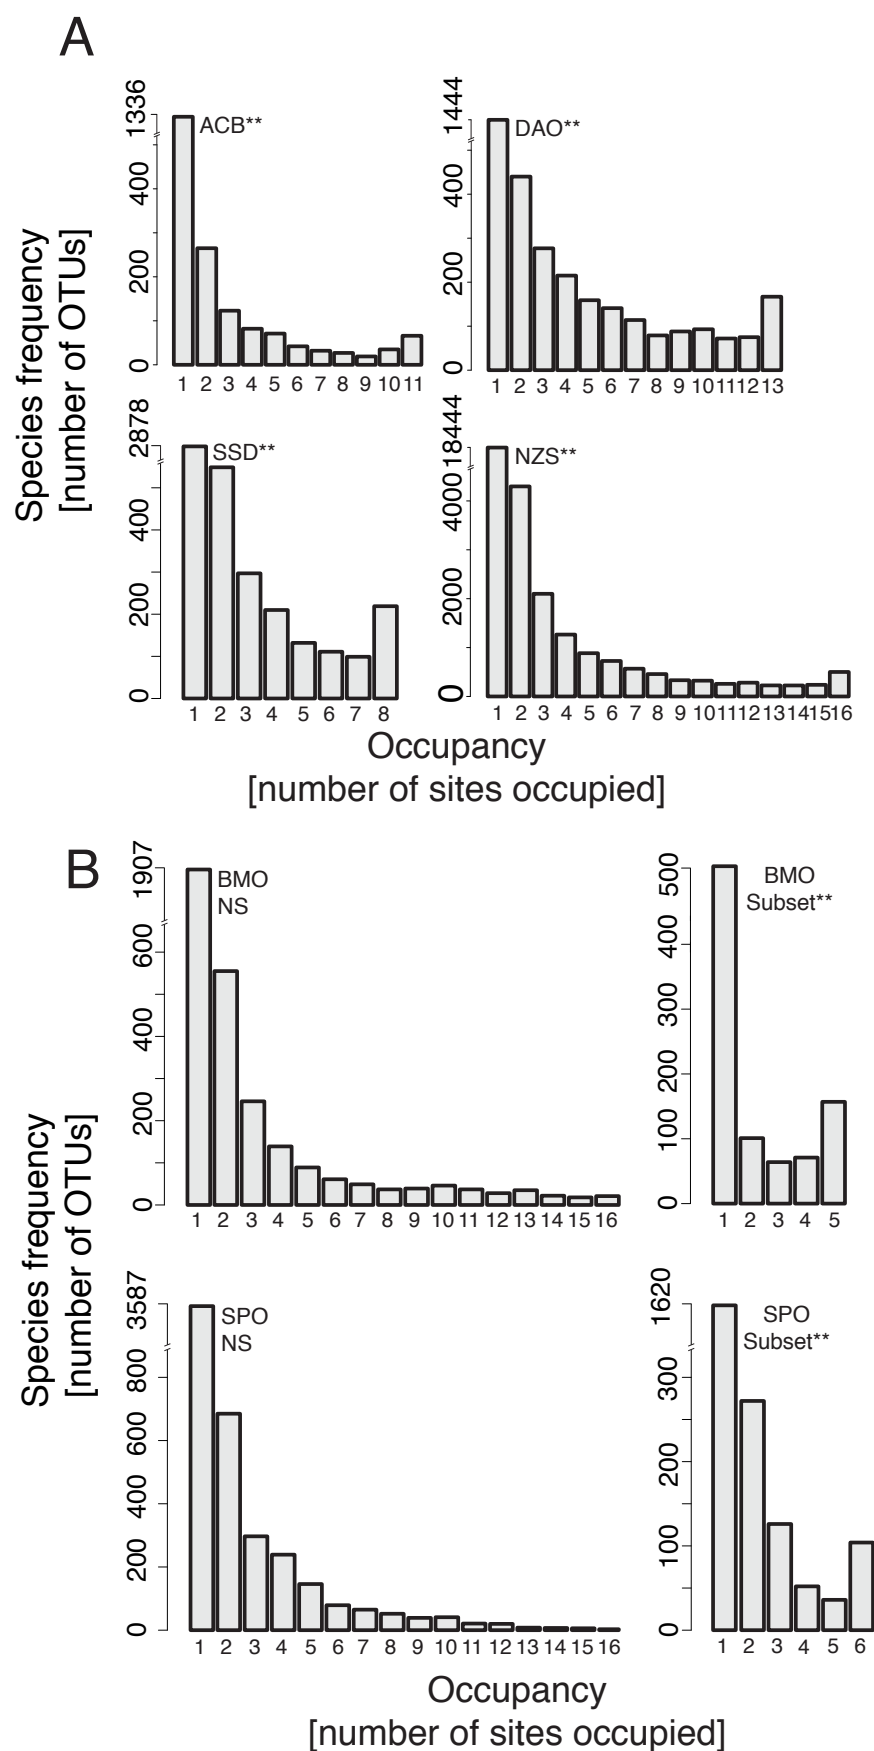 A
Species frequency
[number of OTUs]
1336
400
200
0
ACB**
1 2 3 4 5 6 7 8 9 10 11
1444
400
200
0
DAO**
1 2 3 4 5 6 7 8 9 10 11 12 13
2878
400
200
0
SSD**
1 2 3 4 5 6 7 8
18444
4000
2000
0
NZS**
1 2 3 4 5 6 7 8 9 10 11 12 13 14 15 16
Occupancy
[number of sites occupied]
B
Species frequency
[number of OTUs]
1907
600
400
200
0
BMO
NS
1 2 3 4 5 6 7 8 9 10 11 12 13 14 15 16
500
400
300
200
100
0
BMO
Subset**
1 2 3 4 5
3587
800
600
400
200
0
SPO
NS
1 2 3 4 5 6 7 8 9 10 11 12 13 14 15 16
1620
300
200
100
0
SPO
Subset**
1 2 3 4 5 6
Occupancy
[number of sites occupied]